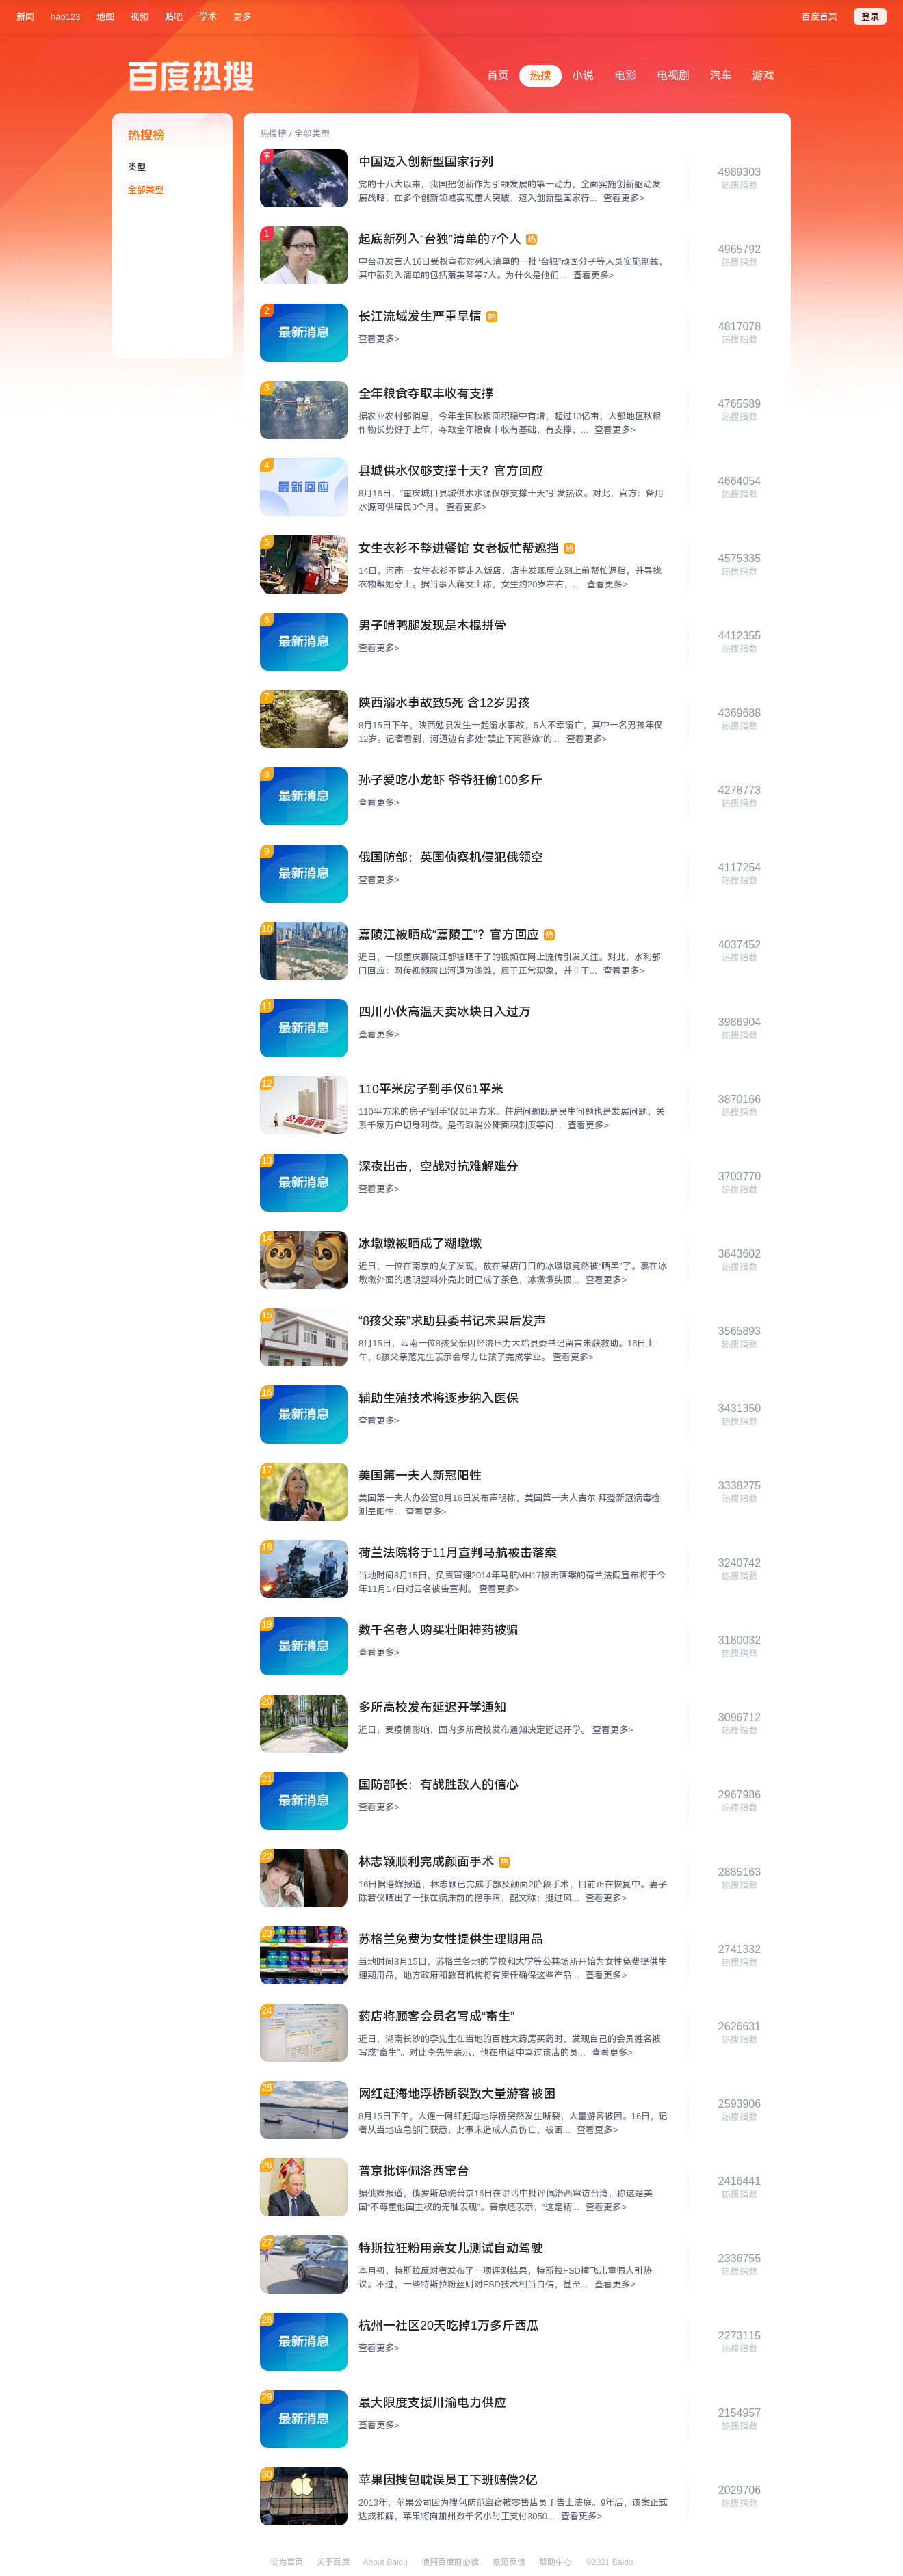 新闻 hao123 地图 视频 贴吧 学术 更多 百度首页 登录
百度热搜
首页 热搜 小说 电影 电视剧 汽车 游戏
热搜榜
类型
全部类型
热搜榜 / 全部类型
中国迈入创新型国家行列
党的十八大以来，我国把创新作为引领发展的第一动力，全面实施创新驱动发
展战略，在多个创新领域实现重大突破，迈入创新型国家行... 查看更多>
4989303
热搜指数
1
起底新列入“台独”清单的7个人 热
中台办发言人16日受权宣布对列入清单的一批“台独”顽固分子等人员实施制裁，
其中新列入清单的包括萧美琴等7人。为什么是他们... 查看更多>
4965792
热搜指数
2
最新消息
长江流域发生严重旱情 热
查看更多>
4817078
热搜指数
3
全年粮食夺取丰收有支撑
据农业农村部消息，今年全国秋粮面积稳中有增，超过13亿亩，大部地区秋粮
作物长势好于上年，夺取全年粮食丰收有基础、有支撑、... 查看更多>
4765589
热搜指数
4
最新回应
县城供水仅够支撑十天？官方回应
8月16日，“重庆城口县城供水水源仅够支撑十天”引发热议。对此，官方：备用
水源可供居民3个月。 查看更多>
4664054
热搜指数
5
女生衣衫不整进餐馆 女老板忙帮遮挡 热
14日，河南一女生衣衫不整走入饭店，店主发现后立刻上前帮忙遮挡，并寻找
衣物帮她穿上。据当事人蒋女士称，女生约20岁左右，... 查看更多>
4575335
热搜指数
6
最新消息
男子啃鸭腿发现是木棍拼骨
查看更多>
4412355
热搜指数
7
陕西溺水事故致5死 含12岁男孩
8月15日下午，陕西勉县发生一起溺水事故，5人不幸溺亡，其中一名男孩年仅
12岁。记者看到，河道边有多处“禁止下河游泳”的... 查看更多>
4369688
热搜指数
8
最新消息
孙子爱吃小龙虾 爷爷狂偷100多斤
查看更多>
4278773
热搜指数
9
最新消息
俄国防部：英国侦察机侵犯俄领空
查看更多>
4117254
热搜指数
10
嘉陵江被晒成“嘉陵工”？官方回应 热
近日，一段重庆嘉陵江都被晒干了的视频在网上流传引发关注。对此，水利部
门回应：网传视频露出河道为浅滩，属于正常现象，并非干... 查看更多>
4037452
热搜指数
11
最新消息
四川小伙高温天卖冰块日入过万
查看更多>
3986904
热搜指数
12
公摊面积
110平米房子到手仅61平米
110平方米的房子“到手”仅61平方米。住房问题既是民生问题也是发展问题，关
系千家万户切身利益。是否取消公摊面积制度等问... 查看更多>
3870166
热搜指数
13
最新消息
深夜出击，空战对抗难解难分
查看更多>
3703770
热搜指数
14
冰墩墩被晒成了糊墩墩
近日，一位在南京的女子发现，放在某店门口的冰墩墩竟然被“晒黑”了。裹在冰
墩墩外面的透明塑料外壳此时已成了茶色，冰墩墩头顶... 查看更多>
3643602
热搜指数
15
“8孩父亲”求助县委书记未果后发声
8月15日，云南一位8孩父亲因经济压力大给县委书记留言未获救助。16日上
午，8孩父亲范先生表示会尽力让孩子完成学业。 查看更多>
3565893
热搜指数
16
最新消息
辅助生殖技术将逐步纳入医保
查看更多>
3431350
热搜指数
17
美国第一夫人新冠阳性
美国第一夫人办公室8月16日发布声明称，美国第一夫人吉尔·拜登新冠病毒检
测呈阳性。 查看更多>
3338275
热搜指数
18
荷兰法院将于11月宣判马航被击落案
当地时间8月15日，负责审理2014年马航MH17被击落案的荷兰法院宣布将于今
年11月17日对四名被告宣判。 查看更多>
3240742
热搜指数
19
最新消息
数千名老人购买壮阳神药被骗
查看更多>
3180032
热搜指数
20
多所高校发布延迟开学通知
近日，受疫情影响，国内多所高校发布通知决定延迟开学。 查看更多>
3096712
热搜指数
21
最新消息
国防部长：有战胜敌人的信心
查看更多>
2967986
热搜指数
22
林志颖顺利完成颜面手术 热
16日据港媒报道，林志颖已完成手部及颜面2阶段手术，目前正在恢复中。妻子
陈若仪晒出了一张在病床前的握手照，配文称：挺过风... 查看更多>
2885163
热搜指数
23
苏格兰免费为女性提供生理期用品
当地时间8月15日，苏格兰各地的学校和大学等公共场所开始为女性免费提供生
理期用品，地方政府和教育机构将有责任确保这些产品... 查看更多>
2741332
热搜指数
24
药店将顾客会员名写成“畜生”
近日，湖南长沙的李先生在当地的百姓大药房买药时，发现自己的会员姓名被
写成“畜生”。对此李先生表示，他在电话中骂过该店的员... 查看更多>
2626631
热搜指数
25
网红赶海地浮桥断裂致大量游客被困
8月15日下午，大连一网红赶海地浮桥突然发生断裂，大量游客被困。16日，记
者从当地应急部门获悉，此事未造成人员伤亡，被困... 查看更多>
2593906
热搜指数
26
普京批评佩洛西窜台
据俄媒报道，俄罗斯总统普京16日在讲话中批评佩洛西窜访台湾，称这是美
国“不尊重他国主权的无耻表现”。普京还表示，“这是精... 查看更多>
2416441
热搜指数
27
特斯拉狂粉用亲女儿测试自动驾驶
本月初，特斯拉反对者发布了一项评测结果，特斯拉FSD撞飞儿童假人引热
议。不过，一些特斯拉粉丝则对FSD技术相当自信，甚至... 查看更多>
2336755
热搜指数
28
最新消息
杭州一社区20天吃掉1万多斤西瓜
查看更多>
2273115
热搜指数
29
最新消息
最大限度支援川渝电力供应
查看更多>
2154957
热搜指数
30
苹果因搜包耽误员工下班赔偿2亿
2013年，苹果公司因为搜包防范盗窃被零售店员工告上法庭。9年后，该案正式
达成和解，苹果将向加州数千名小时工支付3050... 查看更多>
2029706
热搜指数
设为首页 关于百度 About Baidu 使用百度前必读 意见反馈 帮助中心 ©2021 Baidu